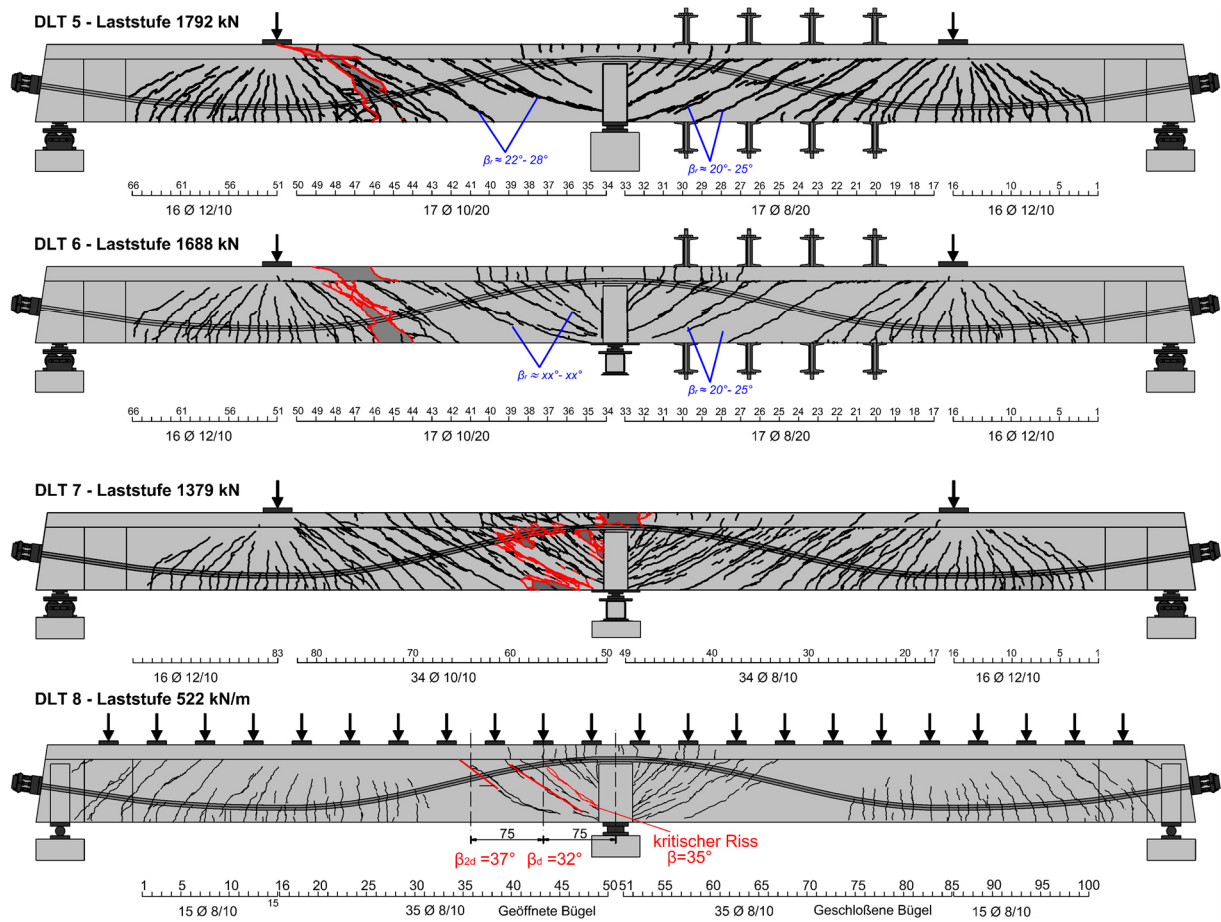 DLT 5 - Laststufe 1792 kN
βr ≈ 22°- 28°
βr ≈ 20°- 25°
66 61 56 51 50 49 48 47 46 45 44 43 42 41 40 39 38 37 36 35 34 33 32 31 30 29 28 27 26 25 24 23 22 21 20 19 18 17 16 10 5 1
16 Ø 12/10 17 Ø 10/20 17 Ø 8/20 16 Ø 12/10
DLT 6 - Laststufe 1688 kN
βr ≈ xx°- xx°
βr ≈ 20°- 25°
66 61 56 51 50 49 48 47 46 45 44 43 42 41 40 39 38 37 36 35 34 33 32 31 30 29 28 27 26 25 24 23 22 21 20 19 18 17 16 10 5 1
16 Ø 12/10 17 Ø 10/20 17 Ø 8/20 16 Ø 12/10
DLT 7 - Laststufe 1379 kN
83 80 70 60 50 49 40 30 20 17 16 10 5 1
16 Ø 12/10 34 Ø 10/10 34 Ø 8/10 16 Ø 12/10
DLT 8 - Laststufe 522 kN/m
75 75
kritischer Riss
β2d =37° βd =32° β=35°
1 5 10 15 16 20 25 30 35 40 45 50 51 55 60 65 70 75 80 85 86 90 95 100
15
15 Ø 8/10 35 Ø 8/10 Geöffnete Bügel 35 Ø 8/10 Geschloßene Bügel 15 Ø 8/10